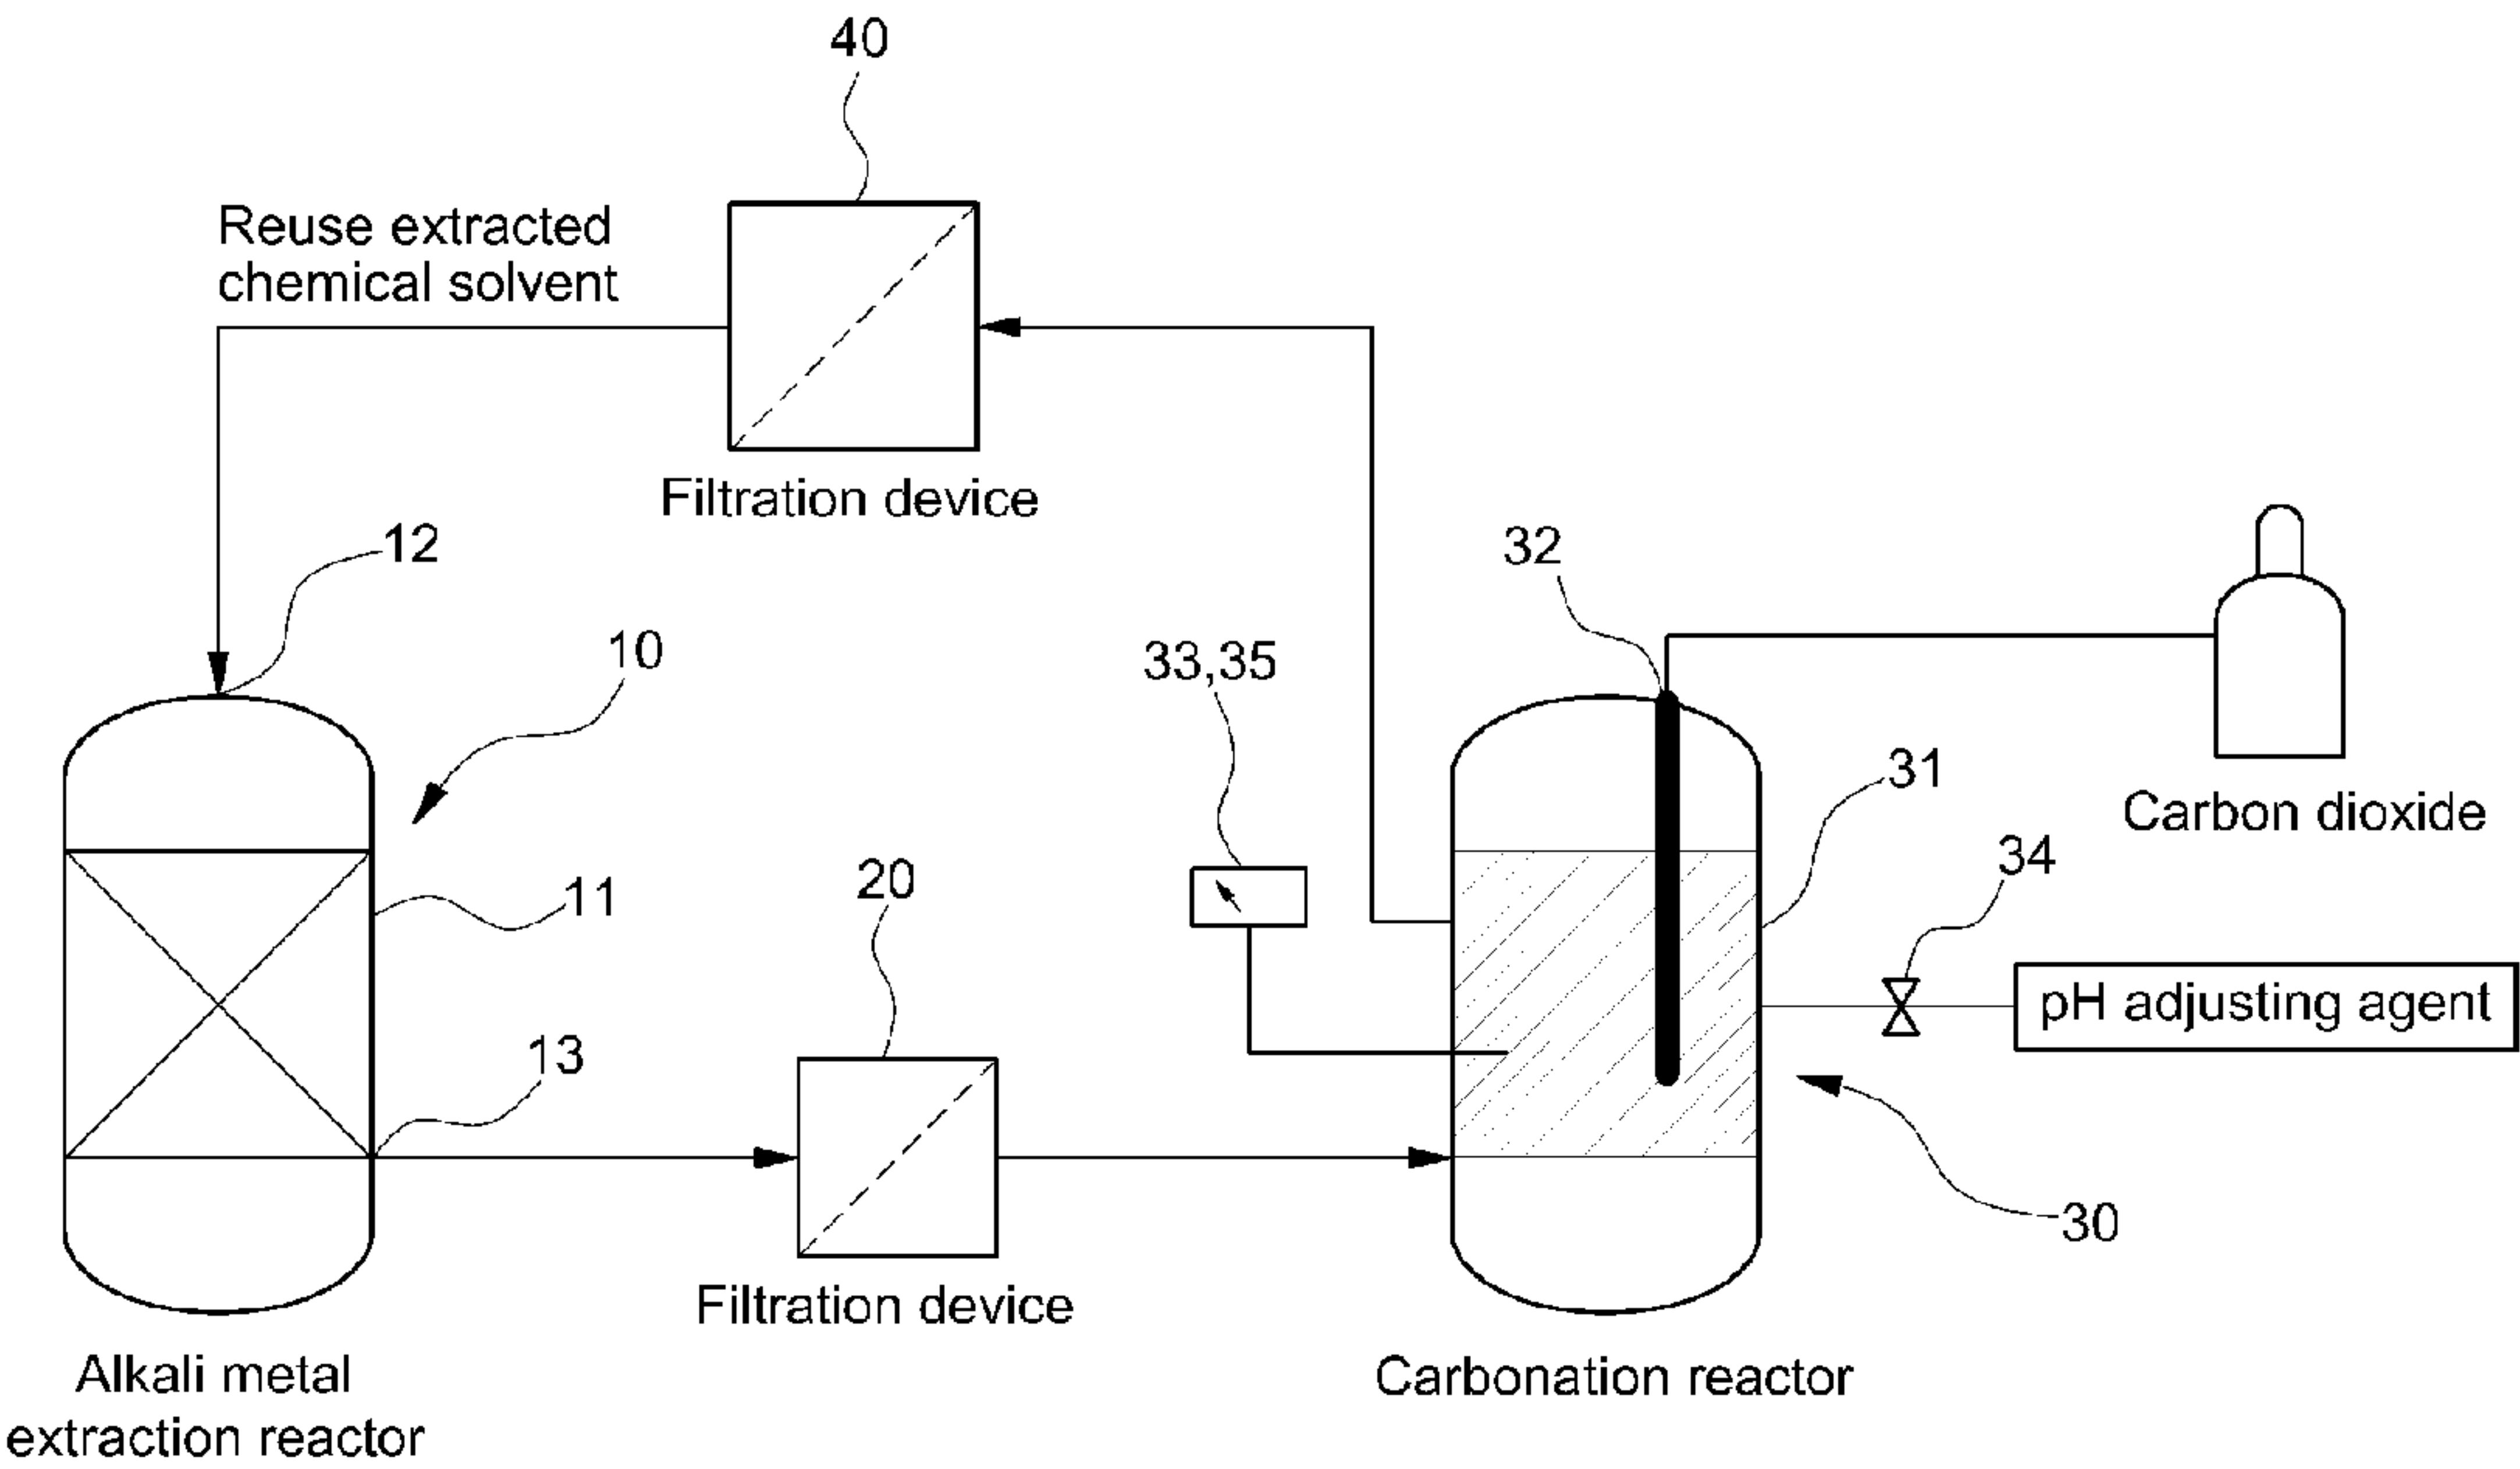 40
Reuse extracted
chemical solvent
Filtration device
12
32
10
33,35
31
Carbon dioxide
34
20
11
pH adjusting agent
13
30
Filtration device
Carbonation reactor
Alkali metal
extraction reactor